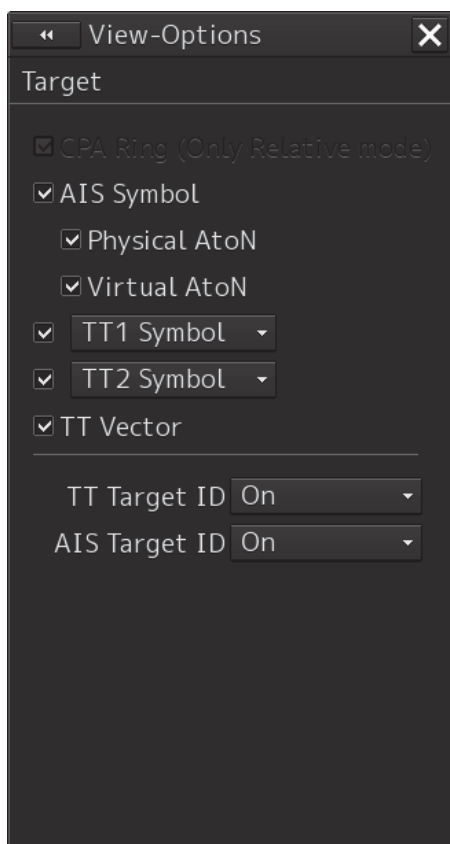 View-Options
Target
CPA Ring (Only Relative mode)
AIS Symbol
Physical AtoN
Virtual AtoN
TT1 Symbol
TT2 Symbol
TT Vector
TT Target ID On
AIS Target ID On